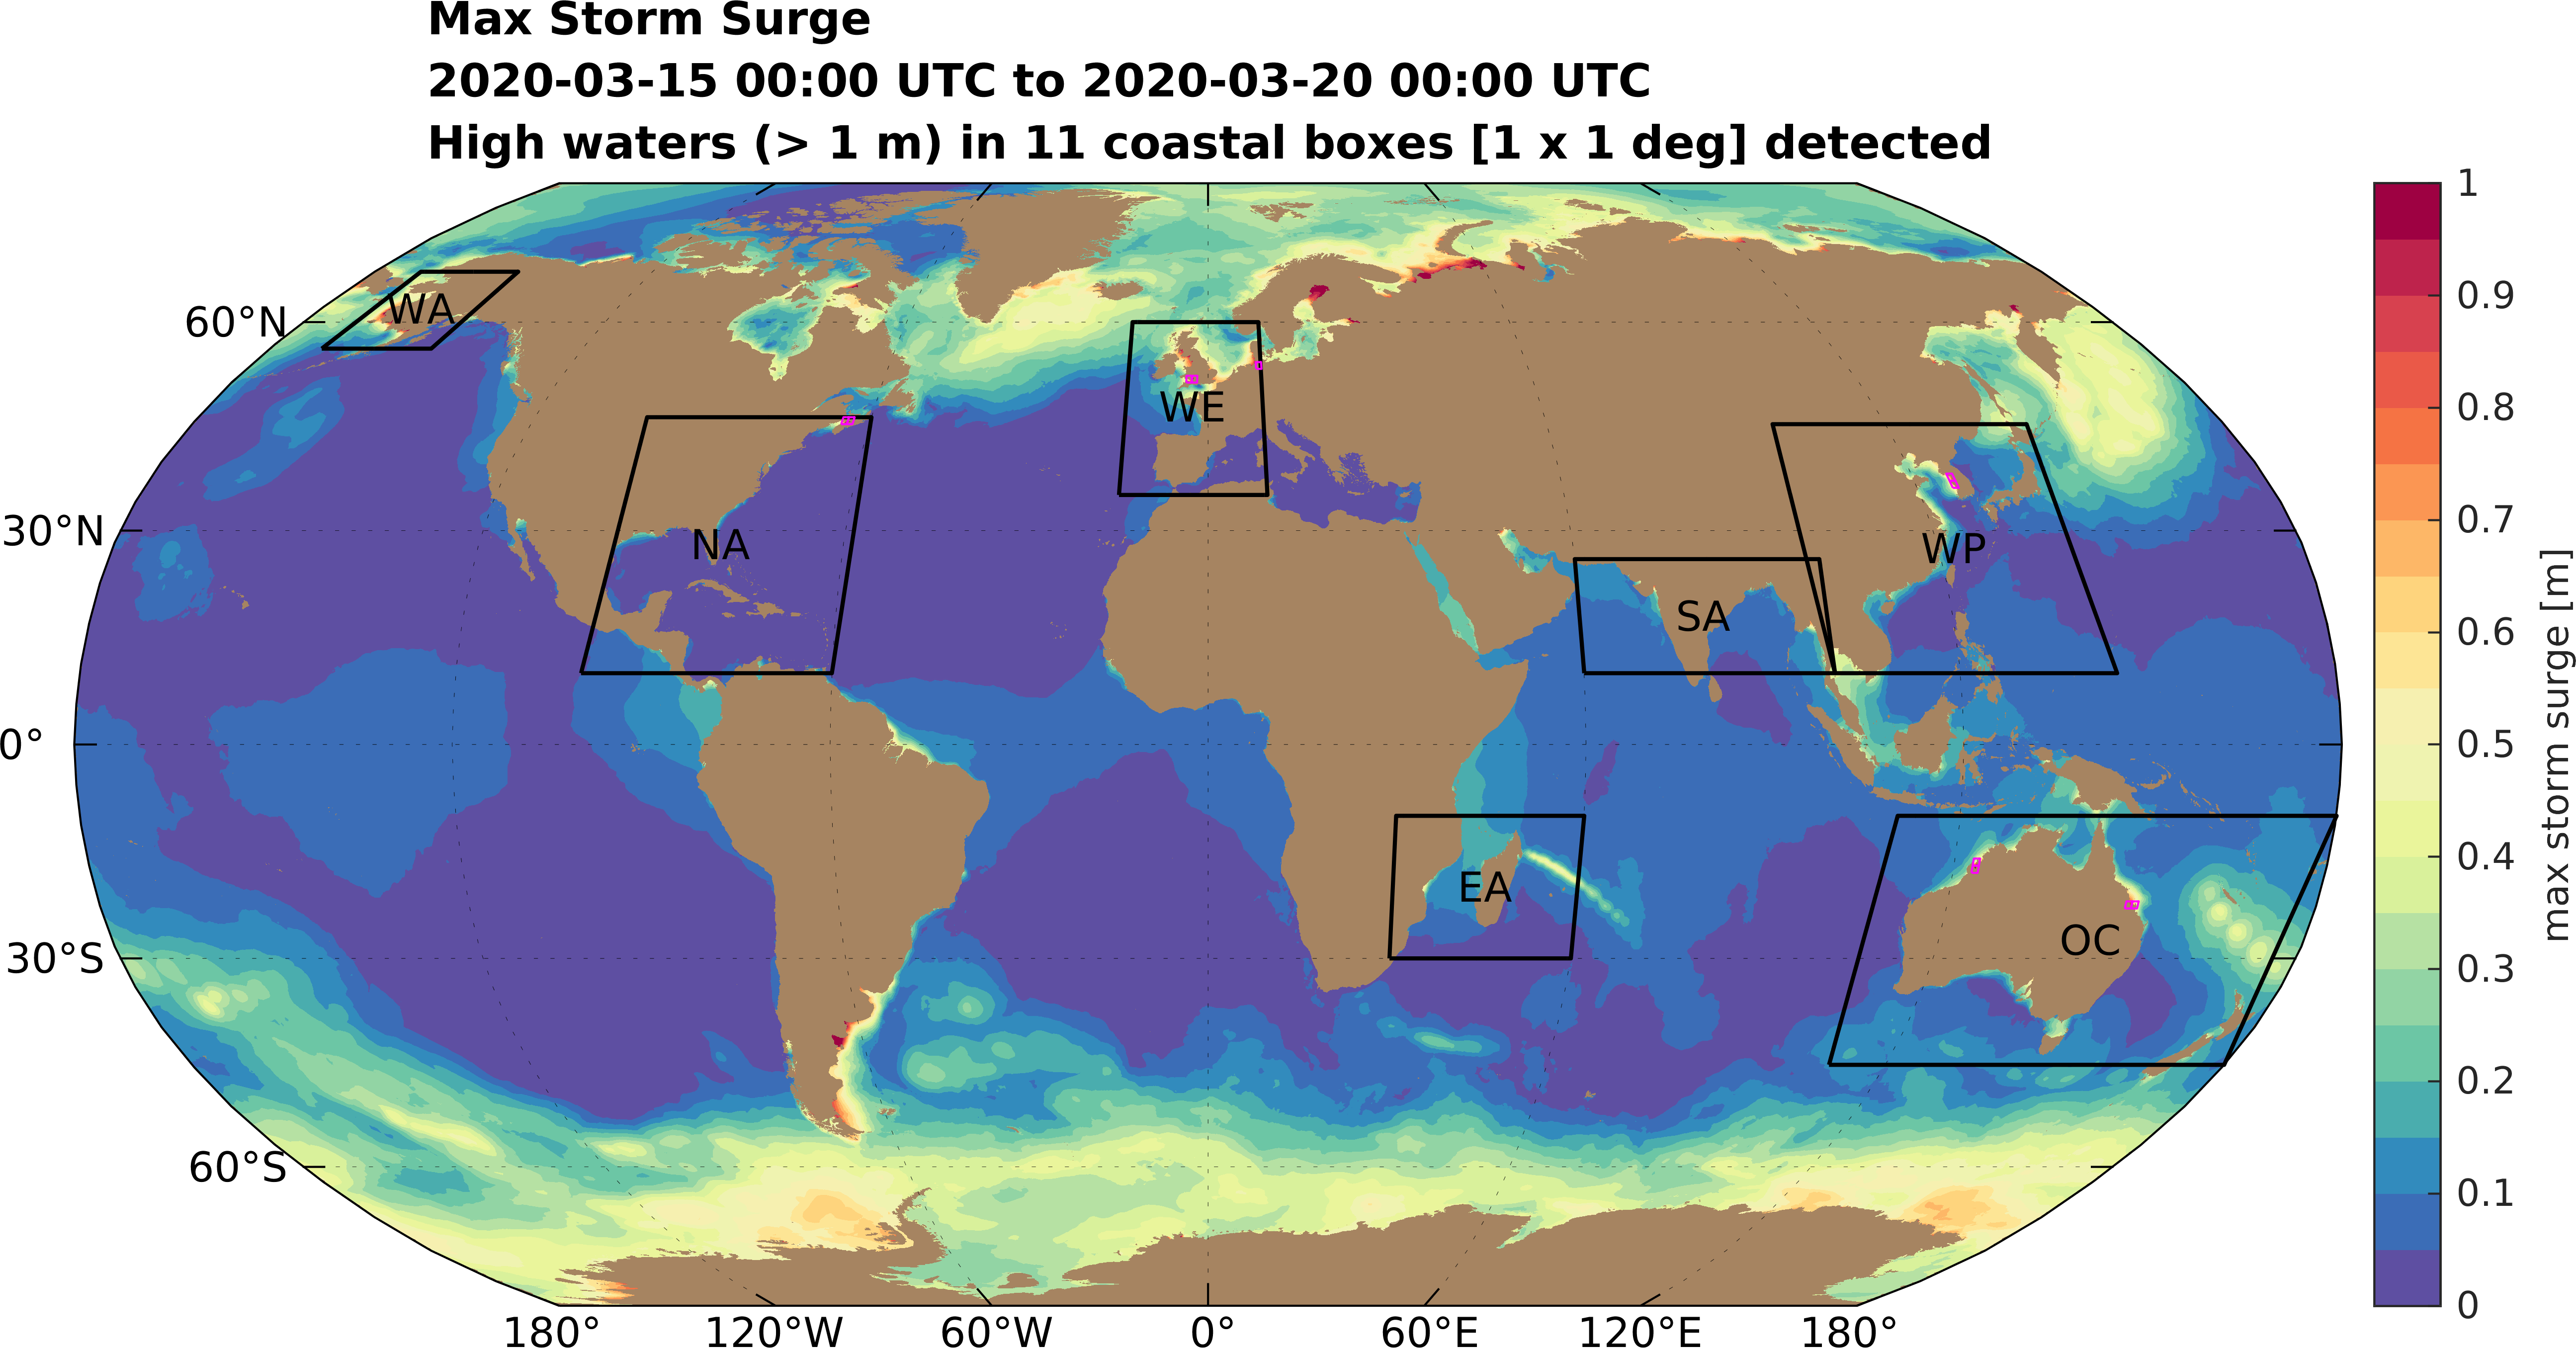 Max Storm Surge
2020-03-15 00:00 UTC to 2020-03-20 00:00 UTC
High waters (> 1 m) in 11 coastal boxes [1 x 1 deg] detected
WA
60°N
WE
30°N
NA
WP
SA
0°
EA
OC
30°S
60°S
180° 120°W 60°W 0° 60°E 120°E 180°
1
0.9
0.8
0.7
0.6
0.5
0.4
0.3
0.2
0.1
0
max storm surge [m]